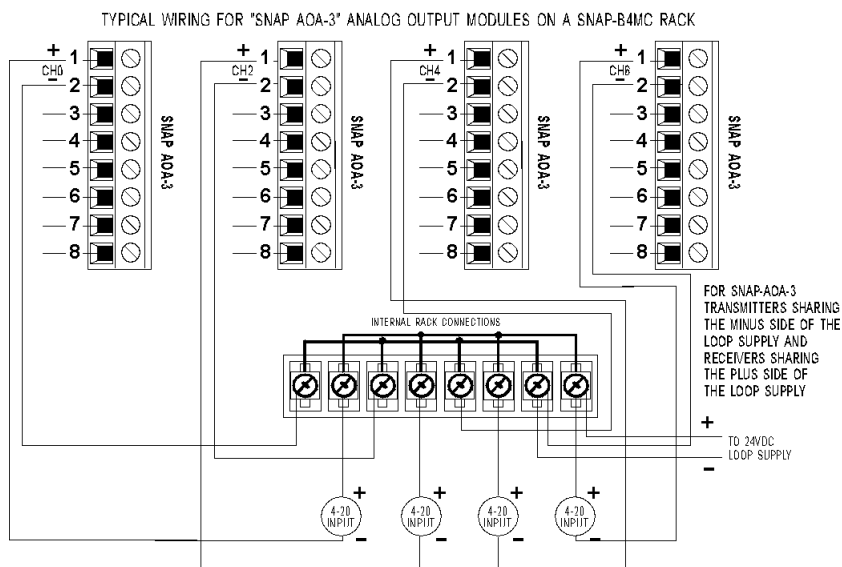 TYPICAL WIRING FOR "SNAP AOA-3" ANALOG OUTPUT MODULES ON A SNAP-B4MC RACK
+ 1
CH0
- 2
3
4
5
6
7
8
SNAP AOA-3
+ 1
CH2
- 2
3
4
5
6
7
8
SNAP AOA-3
+ 1
CH4
- 2
3
4
5
6
7
8
SNAP AOA-3
+ 1
CH6
- 2
3
4
5
6
7
8
SNAP AOA-3
FOR SNAP-AOA-3
TRANSMITTERS SHARING
THE MINUS SIDE OF THE
LOOP SUPPLY AND
RECEIVERS SHARING
THE PLUS SIDE OF
THE LOOP SUPPLY
INTERNAL RACK CONNECTIONS
+
TO 24VDC
LOOP SUPPLY
-
+
4-20
INPUT
-
+
4-20
INPUT
-
+
4-20
INPUT
-
+
4-20
INPUT
-